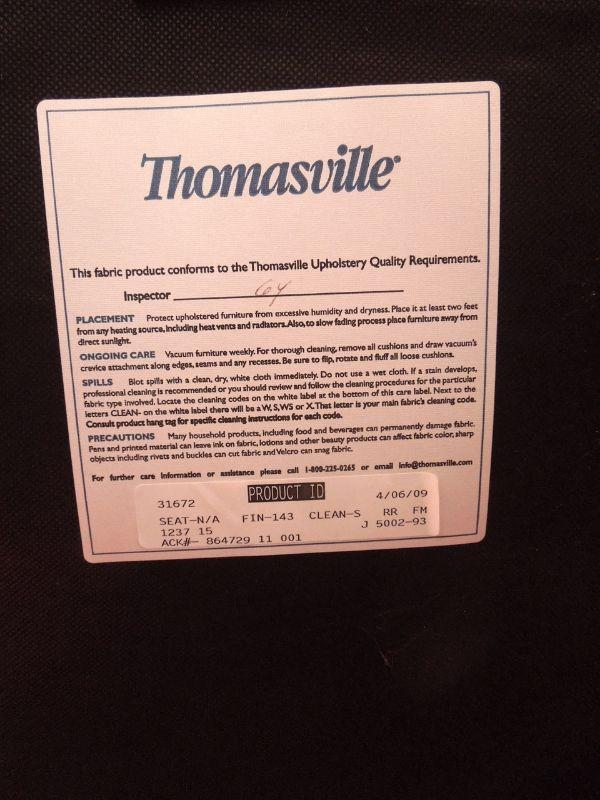 Thomasville
This fabric product conforms to the Thomasville Upholstery Quality Requirements.
Inspector 64
PLACEMENT Protect upholstered furniture from excessive humidity and dryness. Place it at least two feet
from any heating source, including heat vents and radiators. Also, to slow fading process place furniture away from
direct sunlight.
ONGOING CARE Vacuum furniture weekly. For thorough cleaning, remove all cushions and draw vacuum's
crevice attachment along edges, seams and any recesses. Be sure to flip, rotate and fluff all loose cushions.
SPILLS Blot spills with a clean, dry, white cloth immediately. Do not use a wet cloth. If a stain develops,
professional cleaning is recommended or you should review and follow the cleaning procedures for the particular
fabric type involved. Locate the cleaning codes on the white label at the bottom of this care label. Next to the
letters CLEAN- on the white label there will be a W, S, WS or X. That letter is your main fabric's cleaning code.
Consult product hang tag for specific cleaning instructions for each code.
PRECAUTIONS Many household products, including food and beverages can permanently damage fabric.
Pens and printed material can leave ink on fabric, lotions and other beauty products can affect fabric color, sharp
objects including rivets and buckles can cut fabric and Velcro can snag fabric.
For further care information or assistance please call 1-800-225-0265 or email info@thomasville.com
PRODUCT ID
31672 4/06/09
SEAT-N/A FIN-143 CLEAN-S RR FM
1237 15 J 5002-93
ACK#- 864729 11 001